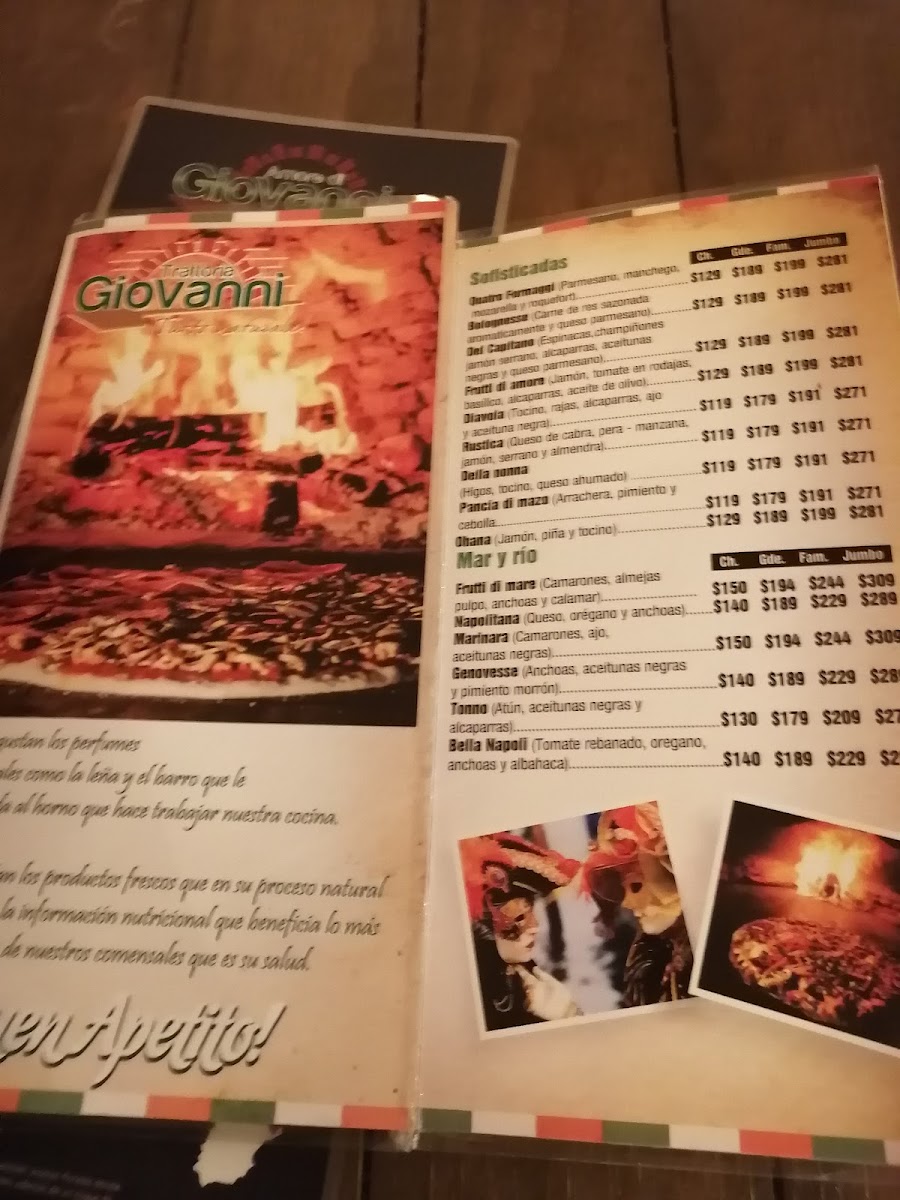 Amore di
Giovanni
Trattoria
Giovanni
gustan los perfumes
como la leña y el barro que le
al horno que hace trabajar nuestra cocina.
los productos frescos que en su proceso natural
la información nutricional que beneficia lo más
de nuestros comensales que es su salud.
Apetito!
Sofisticadas
Ch. Gde. Fam. Jumbo
Quatro Formaggi (Parmesano, manchego,
mozarella y roquefort) $129 $189 $199 $281
Bolognesse (Carne de res sazonada
aromaticamente y queso parmesano) $129 $189 $199 $281
Del Capitano (Espinacas, champiñones
jamón serrano, alcaparras, aceitunas
negras y queso parmesano) $129 $189 $199 $281
Frutti di amore (Jamón, tomate en rodajas,
basilico, alcaparras, aceite de olivo) $129 $189 $199 $281
Diavola (Tocino, rajas, alcaparras, ajo
y aceituna negra) $119 $179 $191 $271
Rustica (Queso de cabra, pera - manzana,
jamón, serrano y almendra) $119 $179 $191 $271
Della nonna
(Higos, tocino, queso ahumado) $119 $179 $191 $271
Pancia di mazo (Arrachera, pimiento y
cebolla $119 $179 $191 $271
Ohana (Jamón, piña y tocino) $129 $189 $199 $281
Mar y río
Ch. Gde. Fam. Jumbo
Frutti di mare (Camarones, almejas
pulpo, anchoas y calamar) $150 $194 $244 $309
Napolitana (Queso, orégano y anchoas) $140 $189 $229 $289
Marinara (Camarones, ajo,
aceitunas negras) $150 $194 $244 $309
Genovesse (Anchoas, aceitunas negras
y pimiento morrón) $140 $189 $229
Tonno (Atún, aceitunas negras y
alcaparras) $130 $179 $209
Bella Napoli (Tomate rebanado, oregano,
anchoas y albahaca) $140 $189 $229